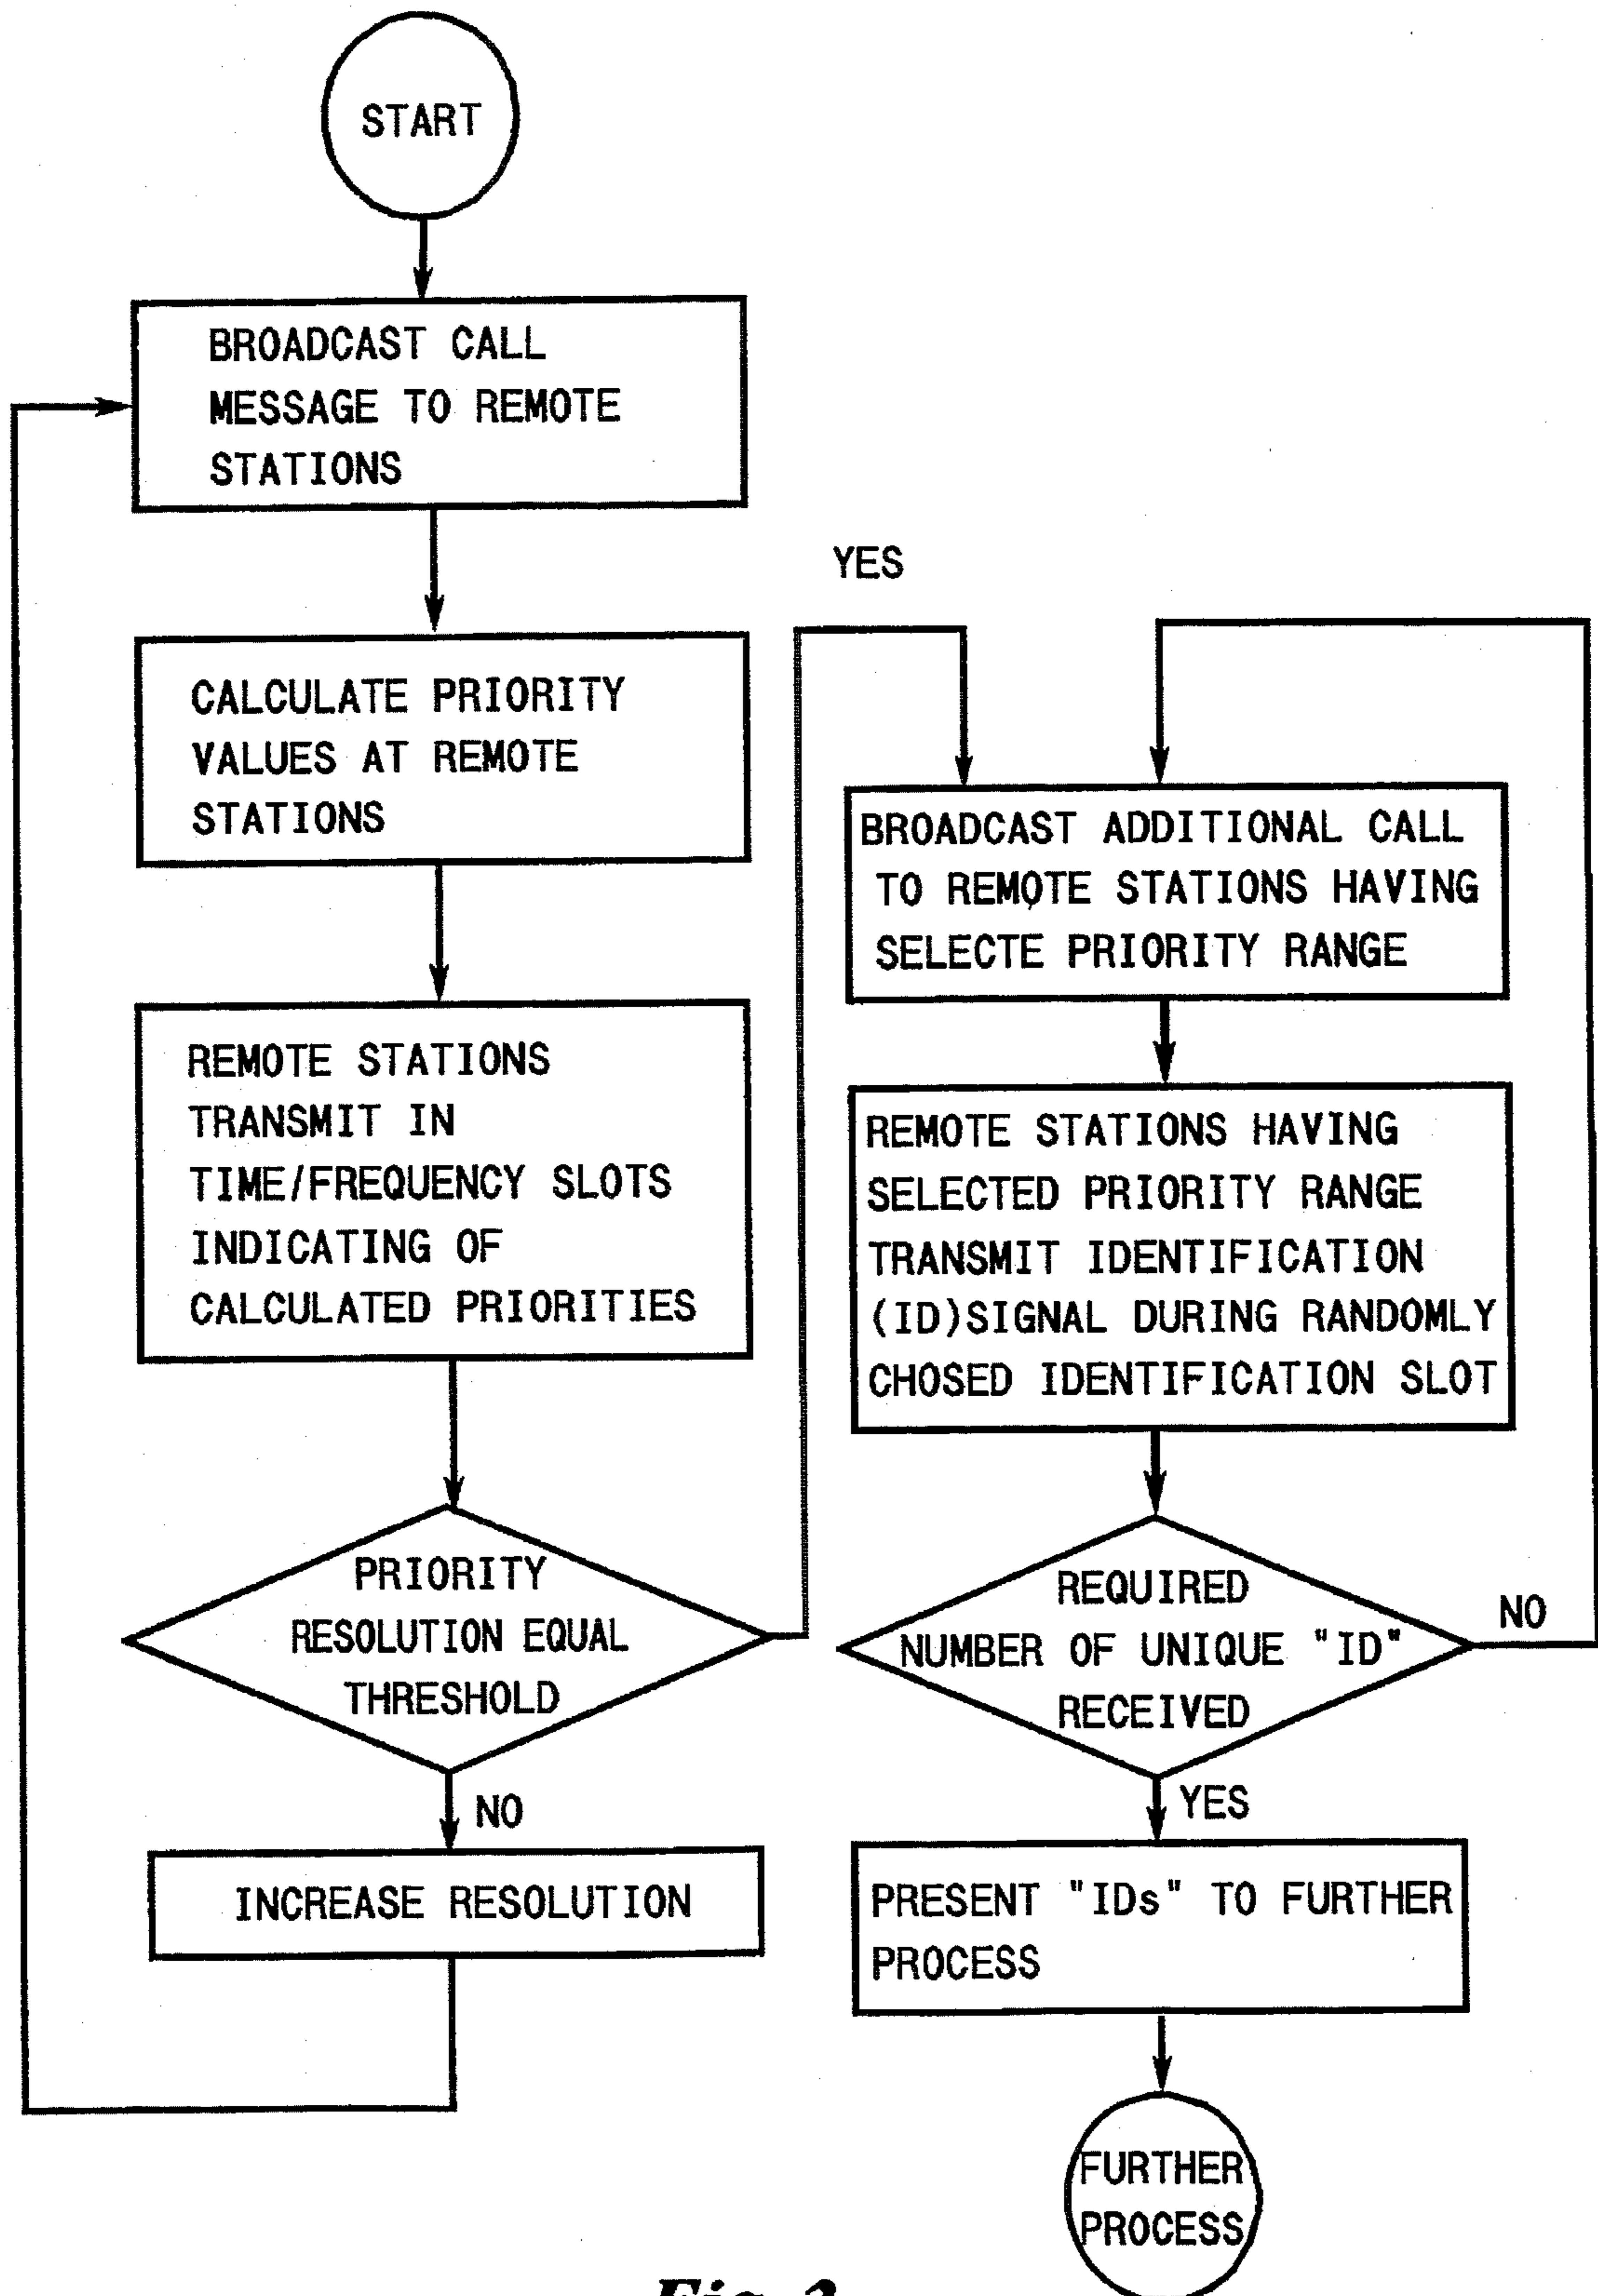 START
BROADCAST CALL
MESSAGE TO REMOTE
STATIONS
CALCULATE PRIORITY
VALUES AT REMOTE
STATIONS
REMOTE STATIONS
TRANSMIT IN
TIME/FREQUENCY SLOTS
INDICATING OF
CALCULATED PRIORITIES
PRIORITY
RESOLUTION EQUAL
THRESHOLD
NO
INCREASE RESOLUTION
YES
BROADCAST ADDITIONAL CALL
TO REMOTE STATIONS HAVING
SELECTE PRIORITY RANGE
REMOTE STATIONS HAVING
SELECTED PRIORITY RANGE
TRANSMIT IDENTIFICATION
(ID)SIGNAL DURING RANDOMLY
CHOSED IDENTIFICATION SLOT
REQUIRED
NUMBER OF UNIQUE "ID"
RECEIVED
NO
YES
PRESENT "IDs" TO FURTHER
PROCESS
FURTHER
PROCESS